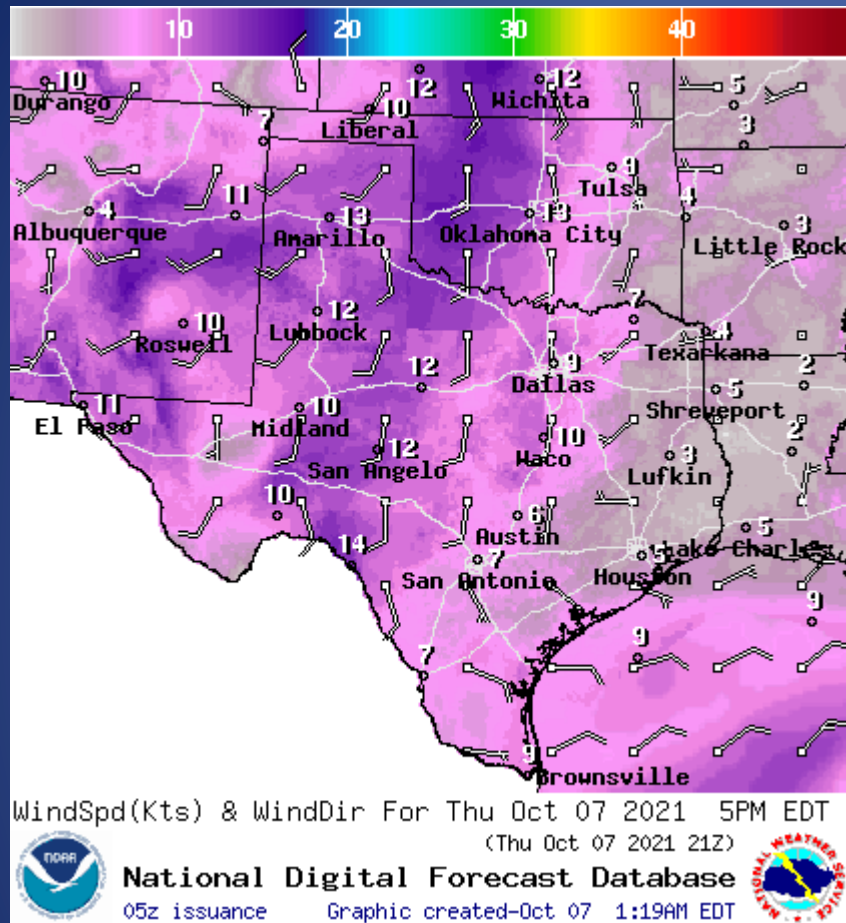 10 20 30 40
10 12 12 5
Durango Wichita
10
Liberal
7 3
9
Tulsa
4 11 13 13 4 3
Albuquerque Amarillo Oklahoma City Little Rock
10 12 7
Roswell Lubbock Texarkana 4
12 9 2
Dallas
11 10 5
El Paso Midland Shreveport
12 10 3 2
San Angelo Waco Lufkin
10 6 5
Austin
14 7 5 Lake Charles
San Antonio Houston
9
9
7
9
Brownsville
WindSpd(Kts) & WindDir For Thu Oct 07 2021 5PM EDT
(Thu Oct 07 2021 21Z)
NOAA
National Digital Forecast Database
05z issuance Graphic created-Oct 07 1:19AM EDT
NATIONAL WEATHER SERVICE